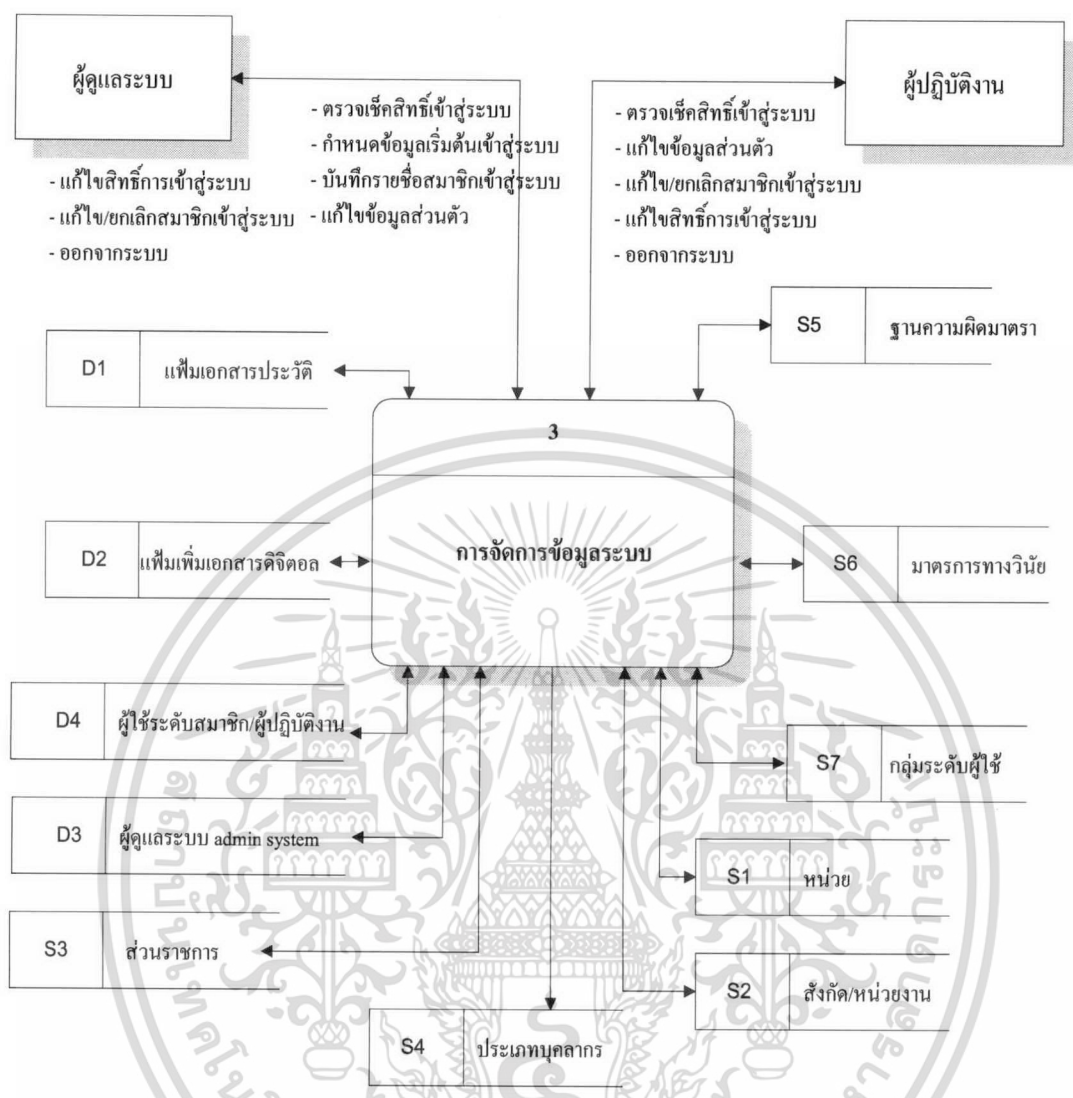 ผู้ดูแลระบบ
ผู้ปฏิบัติงาน
- ตรวจเช็คสิทธิ์เข้าสู่ระบบ
- กำหนดข้อมูลเริ่มต้นเข้าสู่ระบบ
- บันทึกรายชื่อสมาชิกเข้าสู่ระบบ
- แก้ไขข้อมูลส่วนตัว
- แก้ไขสิทธิ์การเข้าสู่ระบบ
- แก้ไข/ยกเลิกสมาชิกเข้าสู่ระบบ
- ออกจากระบบ
- ตรวจเช็คสิทธิ์เข้าสู่ระบบ
- แก้ไขข้อมูลส่วนตัว
- แก้ไข/ยกเลิกสมาชิกเข้าสู่ระบบ
- แก้ไขสิทธิ์การเข้าสู่ระบบ
- ออกจากระบบ
S5 ฐานความผิดมาตรา
D1 แฟ้มเอกสารประวัติ
3
การจัดการข้อมูลระบบ
D2 แฟ้มเพิ่มเอกสารดิจิตอล
S6 มาตรการทางวินัย
D4 ผู้ใช้ระดับสมาชิก/ผู้ปฏิบัติงาน
S7 กลุ่มระดับผู้ใช้
D3 ผู้ดูแลระบบ admin system
S1 หน่วย
S3 ส่วนราชการ
S2 สังกัด/หน่วยงาน
S4 ประเภทบุคลากร